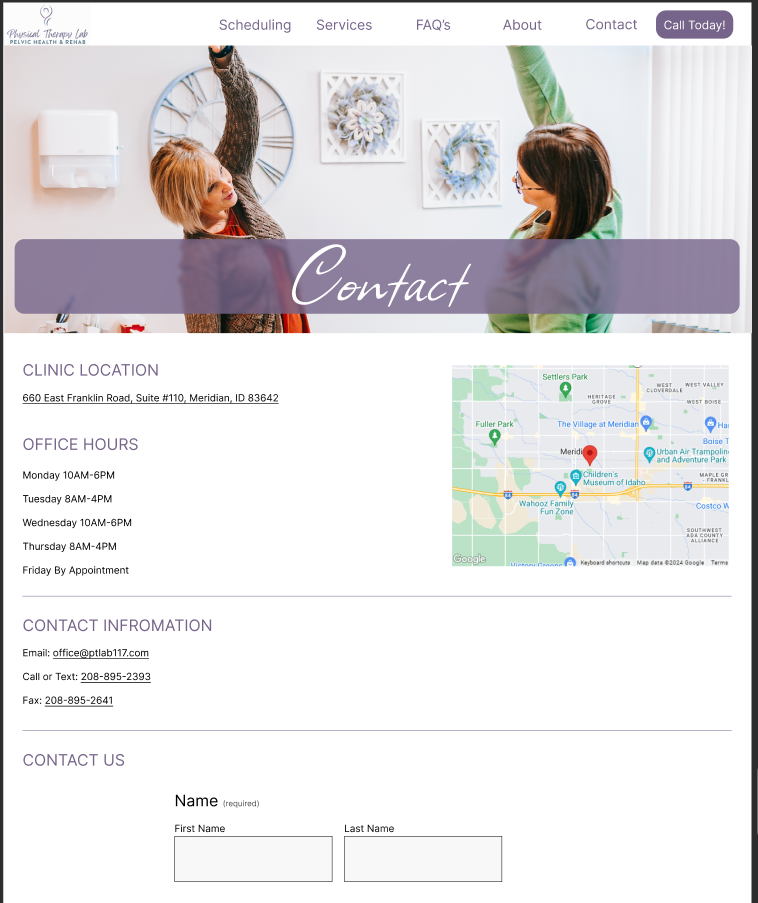 Physical Therapy Lab
PELVIC HEALTH & REHAB
Scheduling Services FAQ's About Contact Call Today!
Contact
CLINIC LOCATION
660 East Franklin Road, Suite #110, Meridian, ID 83642
OFFICE HOURS
Monday 10AM-6PM
Tuesday 8AM-4PM
Wednesday 10AM-6PM
Thursday 8AM-4PM
Friday By Appointment
Settlers Park
HERITAGE
GROVE
WEST
CLOVERDALE
WEST VALLEY
WEST BOISE
Fuller Park
The Village at Meridian
Boise T
Meridi
Urban Air Trampolin
and Adventure Park
Children's
Museum of Idaho
MAPLE GR
FRANKL
Wahooz Family
Fun Zone
Costco W
SOUTHWEST
ADA COUNTY
ALLIANCE
Google
Keyboard shortcuts Map data ©2024 Google Terms
CONTACT INFROMATION
Email: office@ptlab117.com
Call or Text: 208-895-2393
Fax: 208-895-2641
CONTACT US
Name (required)
First Name Last Name